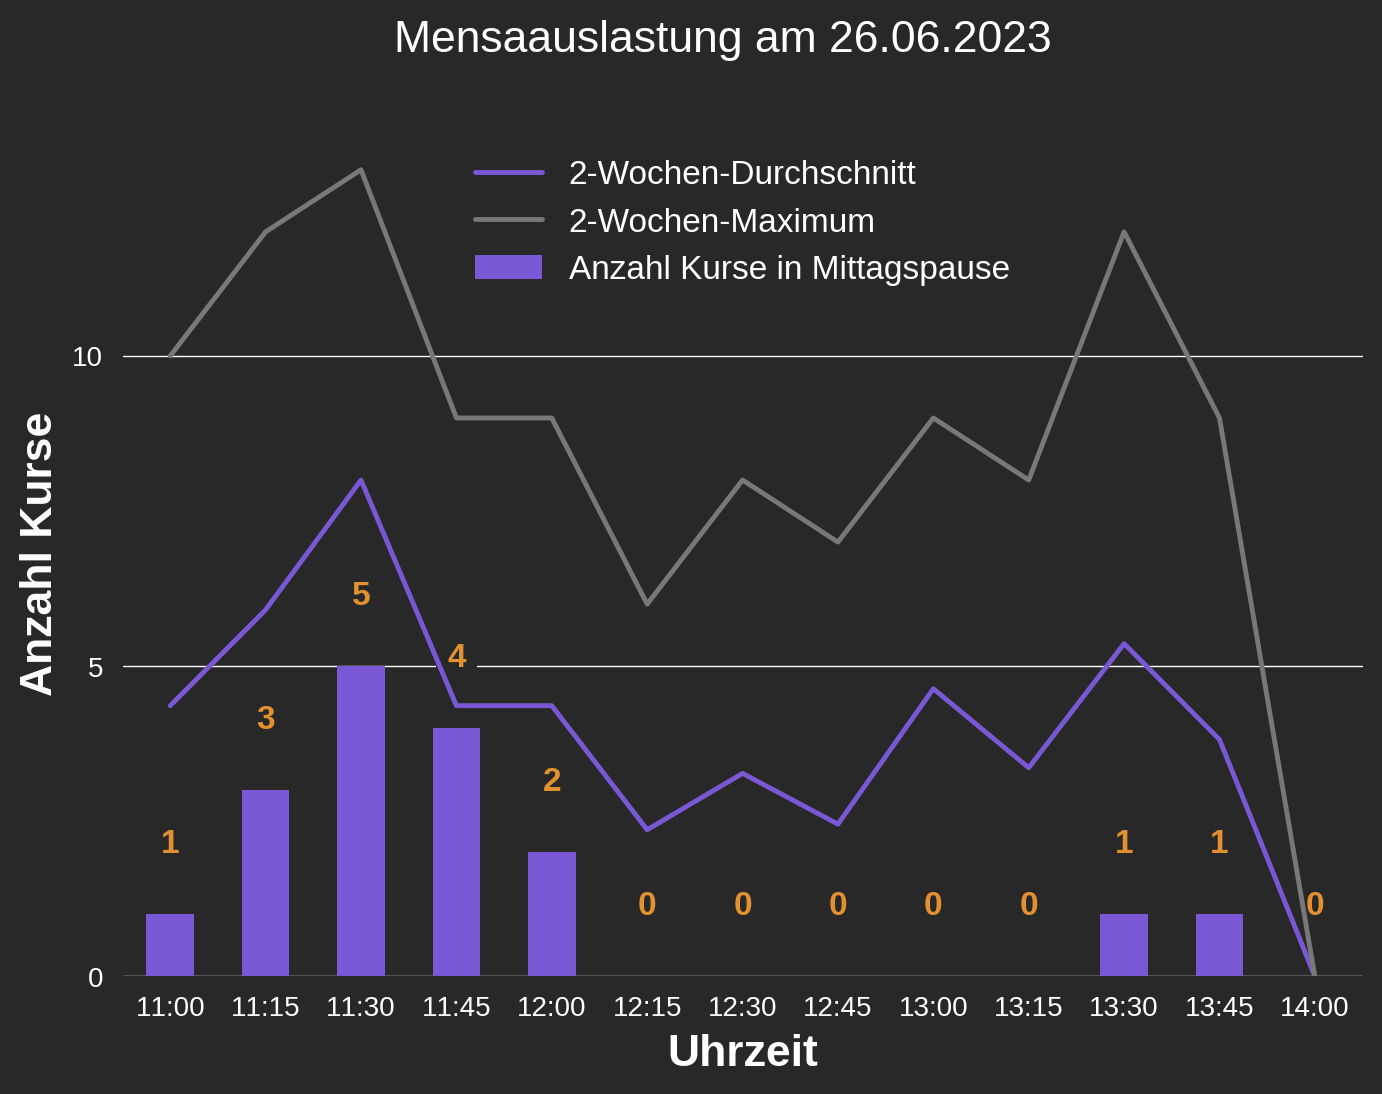 Mensaauslastung am 26.06.2023
2-Wochen-Durchschnitt
2-Wochen-Maximum
Anzahl Kurse in Mittagspause
Anzahl Kurse
10
5
0
1
3
5
4
2
0
0
0
0
0
1
1
0
11:00 11:15 11:30 11:45 12:00 12:15 12:30 12:45 13:00 13:15 13:30 13:45 14:00
Uhrzeit